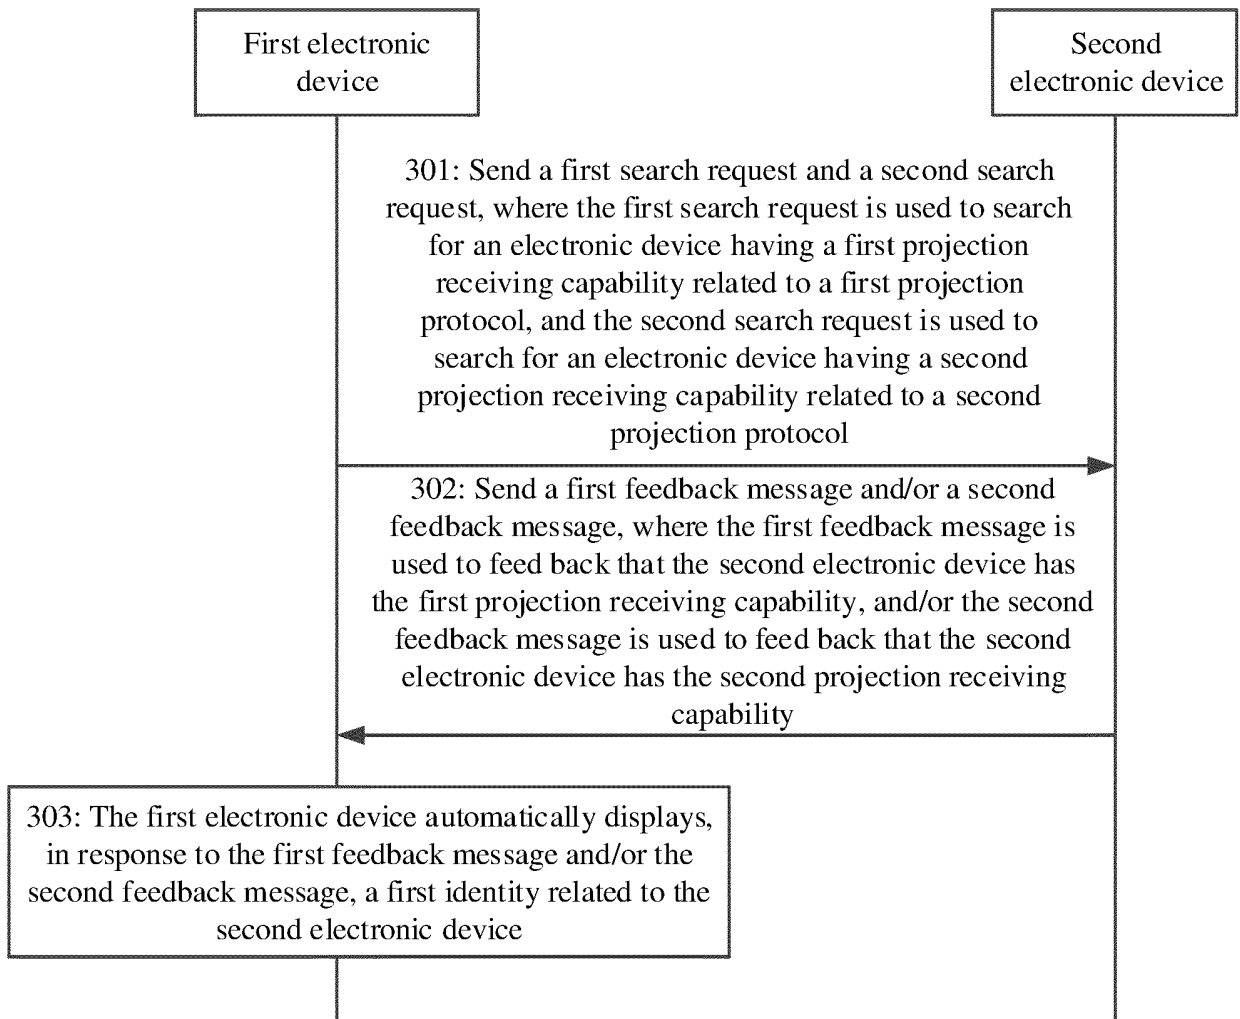 First electronic
device
Second
electronic device
301: Send a first search request and a second search
request, where the first search request is used to search
for an electronic device having a first projection
receiving capability related to a first projection
protocol, and the second search request is used to
search for an electronic device having a second
projection receiving capability related to a second
projection protocol
302: Send a first feedback message and/or a second
feedback message, where the first feedback message is
used to feed back that the second electronic device has
the first projection receiving capability, and/or the second
feedback message is used to feed back that the second
electronic device has the second projection receiving
capability
303: The first electronic device automatically displays,
in response to the first feedback message and/or the
second feedback message, a first identity related to the
second electronic device